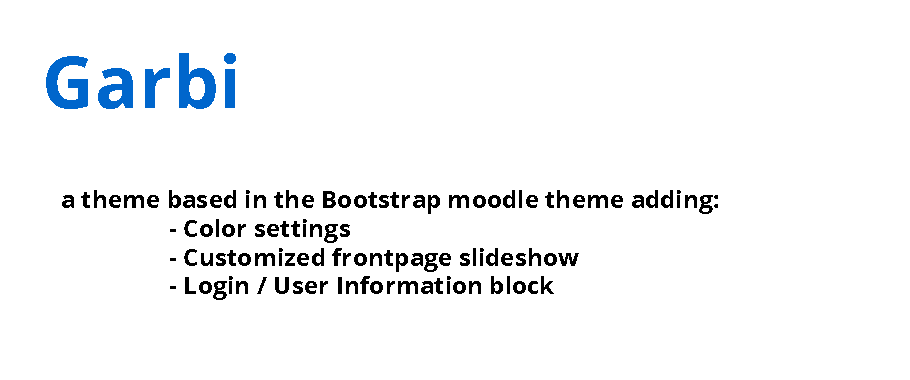 Garbi
a theme based in the Bootstrap moodle theme adding:
- Color settings
- Customized frontpage slideshow
- Login / User Information block